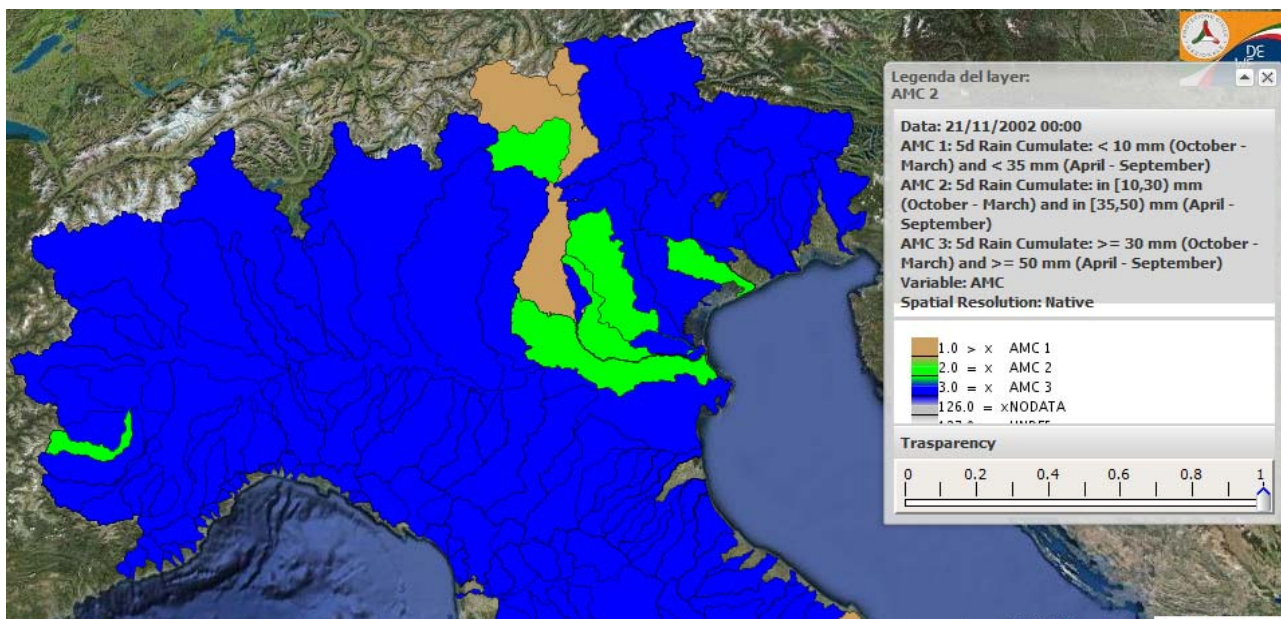 DE
Legenda del layer:
AMC 2
Data: 21/11/2002 00:00
AMC 1: 5d Rain Cumulate: < 10 mm (October -
March) and < 35 mm (April - September)
AMC 2: 5d Rain Cumulate: in [10,30) mm
(October - March) and in [35,50) mm (April -
September)
AMC 3: 5d Rain Cumulate: >= 30 mm (October -
March) and >= 50 mm (April - September)
Variable: AMC
Spatial Resolution: Native
1.0 > x AMC 1
2.0 = x AMC 2
3.0 = x AMC 3
126.0 = xNODATA
Trasparency
0 0.2 0.4 0.6 0.8 1